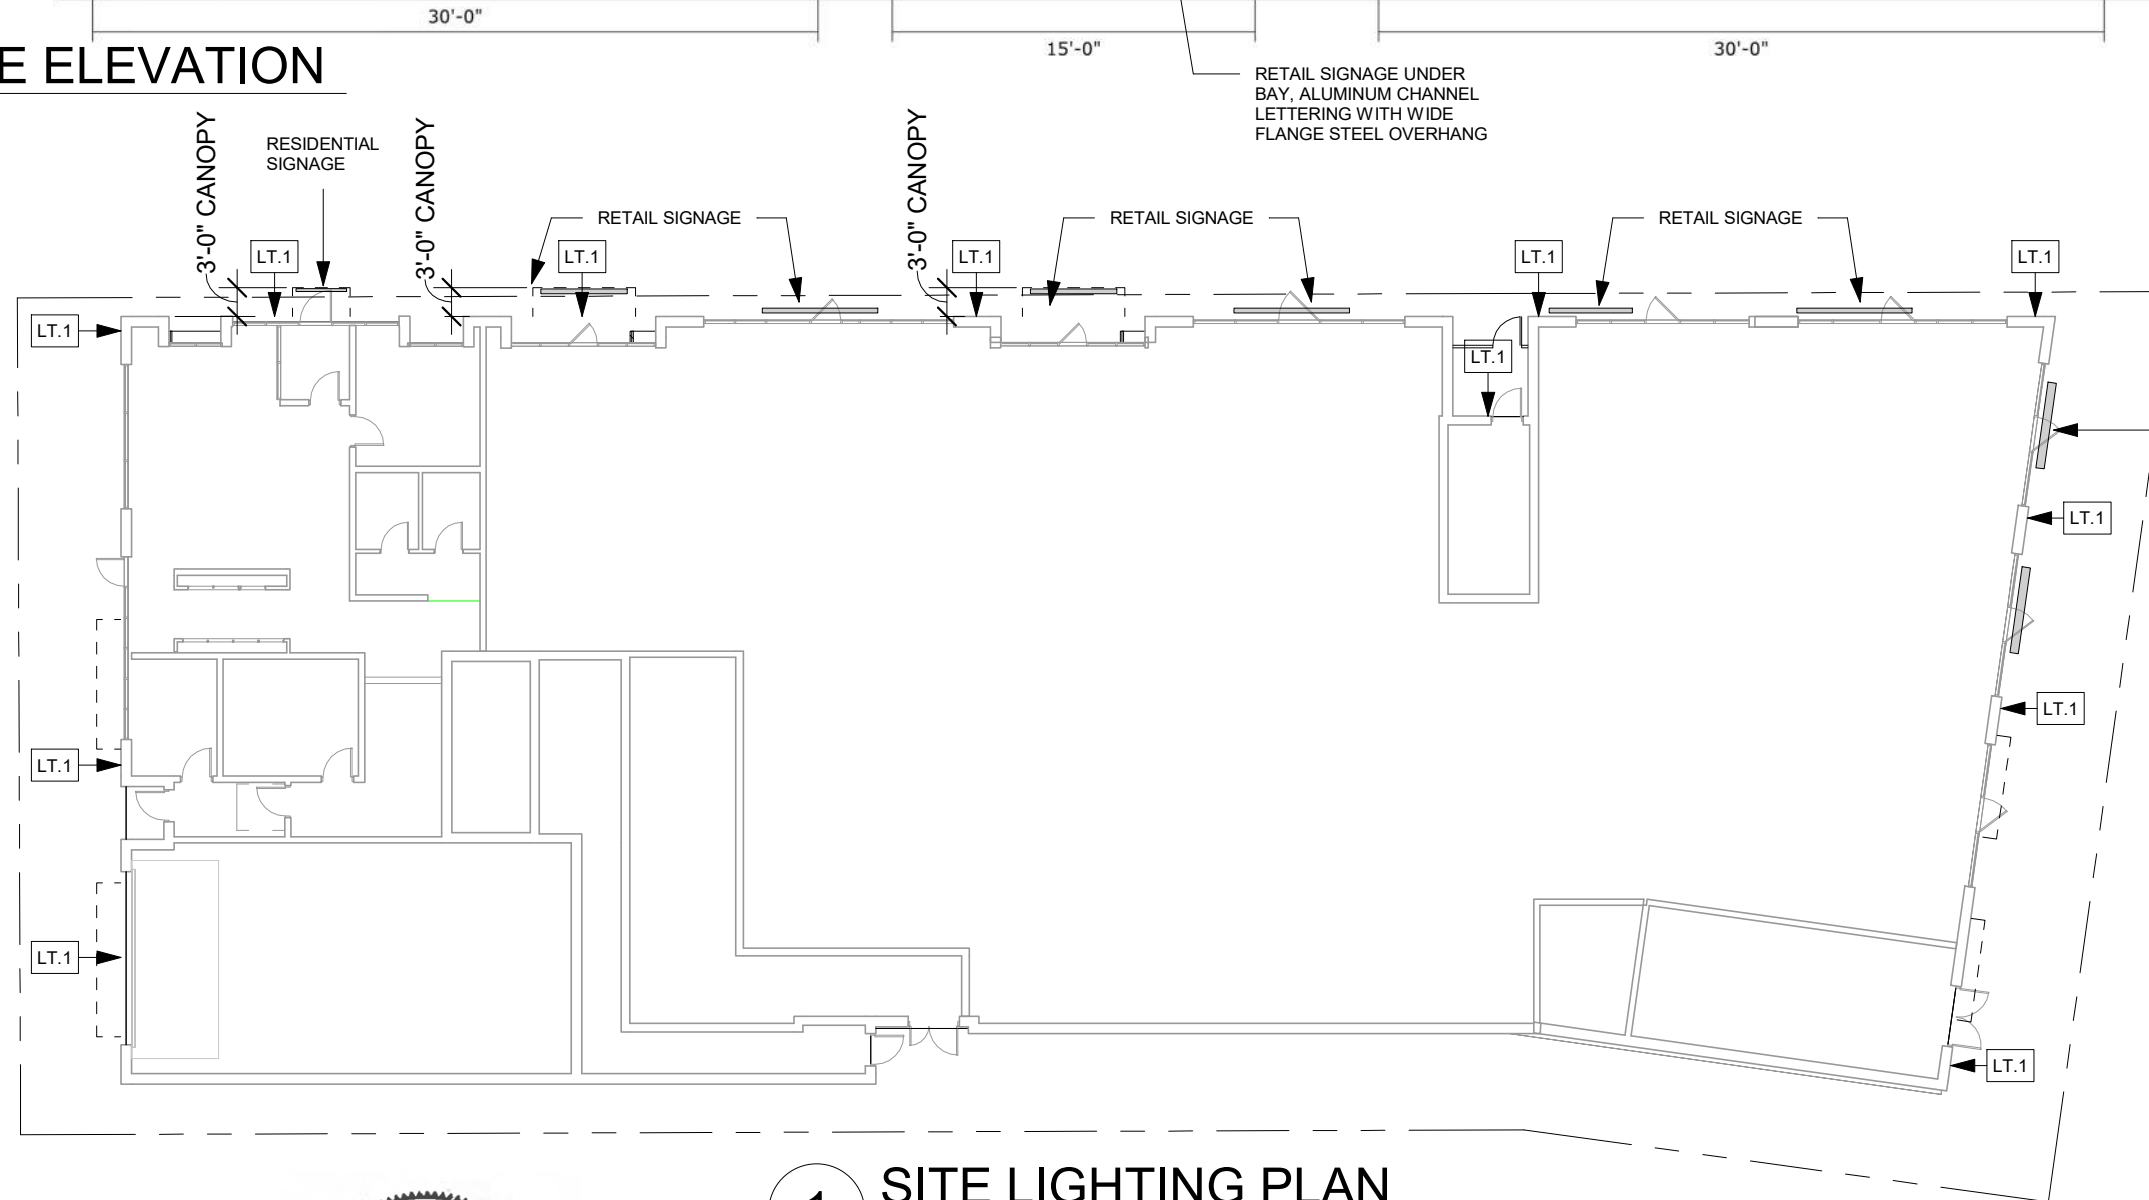 30'-0"
15'-0"
30'-0"
E ELEVATION
RETAIL SIGNAGE UNDER
BAY, ALUMINUM CHANNEL
LETTERING WITH WIDE
FLANGE STEEL OVERHANG
3'-0" CANOPY
RESIDENTIAL
SIGNAGE
3'-0" CANOPY
3'-0" CANOPY
RETAIL SIGNAGE
RETAIL SIGNAGE
RETAIL SIGNAGE
LT.1
LT.1
LT.1
LT.1
LT.1
LT.1
LT.1
LT.1
LT.1
LT.1
LT.1
LT.1
LT.1
1
SITE LIGHTING PLAN